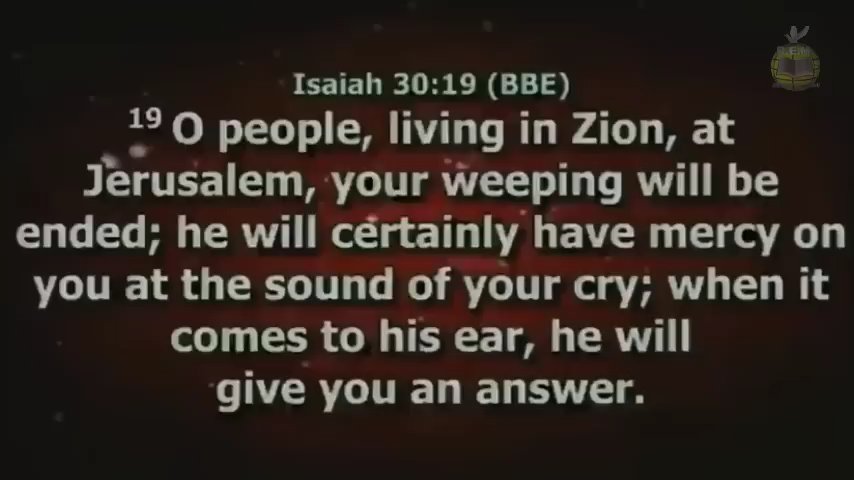 Isaiah 30:19 (BBE)
19 O people, living in Zion, at
Jerusalem, your weeping will be
ended; he will certainly have mercy on
you at the sound of your cry; when it
comes to his ear, he will
give you an answer.